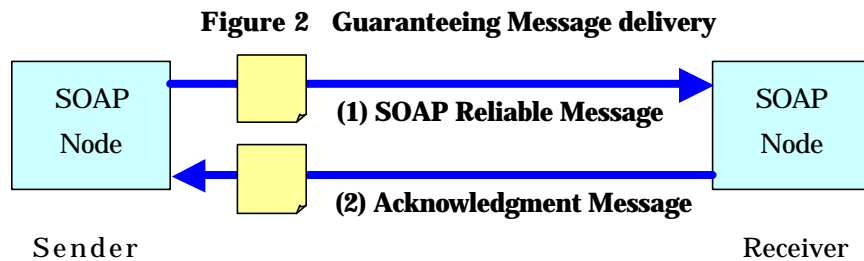 Figure 2 Guaranteeing Message delivery
SOAP
Node
(1) SOAP Reliable Message
SOAP
Node
(2) Acknowledgment Message
Sender
Receiver